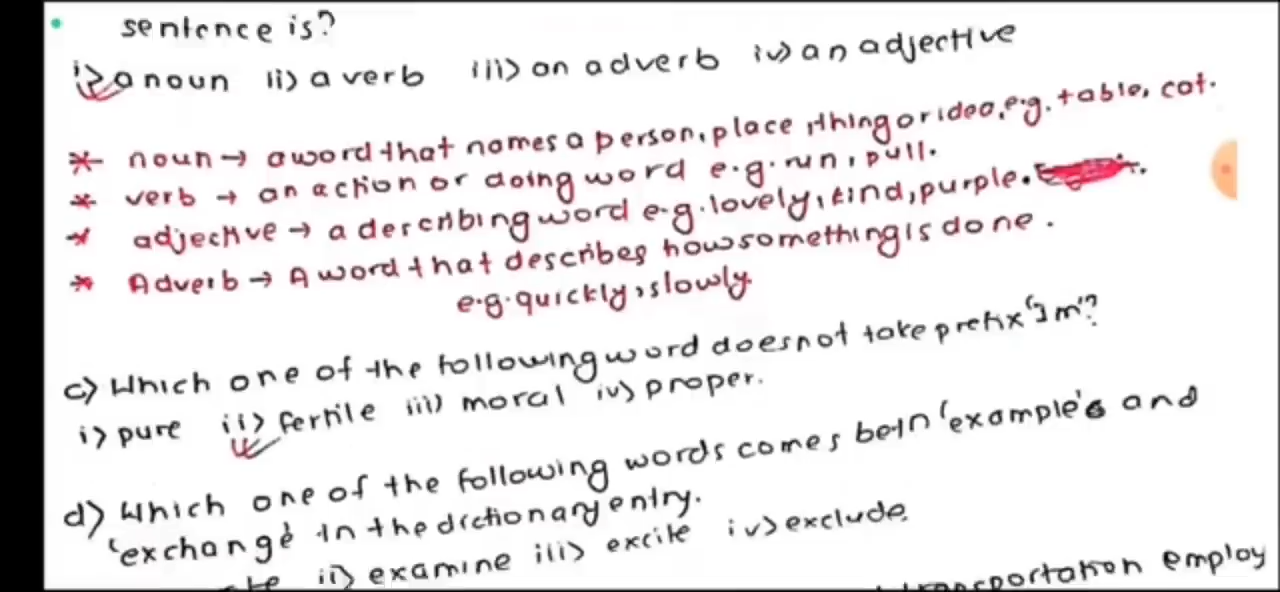 sentence is?
i) a noun ii) a verb iii) an adverb iv) an adjective
* noun → a word that names a person, place, thing or idea, e.g. table, cat.
* verb → an action or doing word e.g. run, pull.
* adjective → a describing word e.g. lovely, kind, purple.
* Adverb → A word that describes how something is done.
e.g. quickly, slowly
c) Which one of the following word does not take prefix 'Im'?
i) pure ii) fertile iii) moral iv) proper.
d) Which one of the following words comes betn 'example' and
'exchange' in the dictionary entry.
ii) examine iii) excite iv) exclude
transportation employ